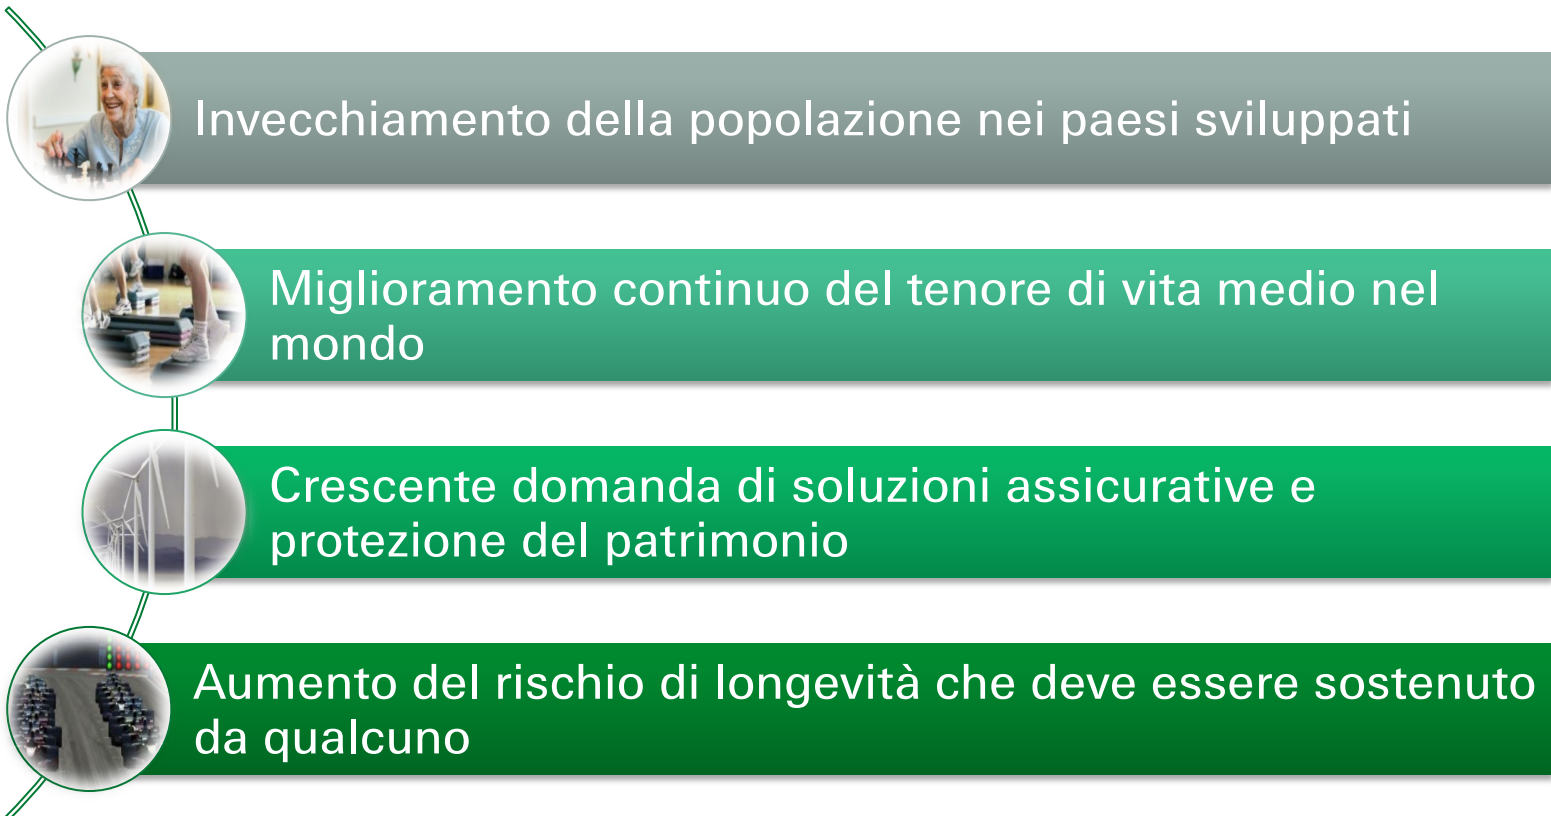 Invecchiamento della popolazione nei paesi sviluppati
Miglioramento continuo del tenore di vita medio nel
mondo
Crescente domanda di soluzioni assicurative e
protezione del patrimonio
Aumento del rischio di longevità che deve essere sostenuto
da qualcuno